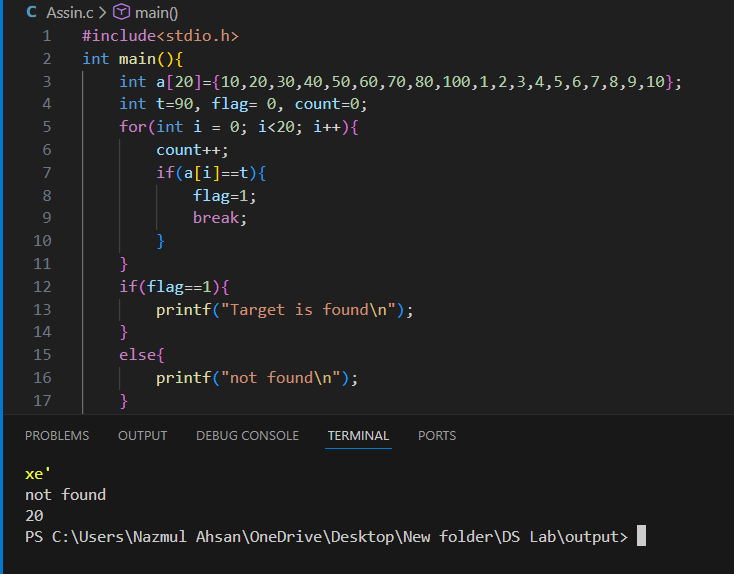 C Assin.c > main()
1 #include<stdio.h>
2 int main(){
3 int a[20]={10,20,30,40,50,60,70,80,100,1,2,3,4,5,6,7,8,9,10};
4 int t=90, flag= 0, count=0;
5 for(int i = 0; i<20; i++){
6 count++;
7 if(a[i]==t){
8 flag=1;
9 break;
10 }
11 }
12 if(flag==1){
13 printf("Target is found\n");
14 }
15 else{
16 printf("not found\n");
17 }
PROBLEMS OUTPUT DEBUG CONSOLE TERMINAL PORTS
xe'
not found
20
PS C:\Users\Nazmul Ahsan\OneDrive\Desktop\New folder\DS Lab\output>